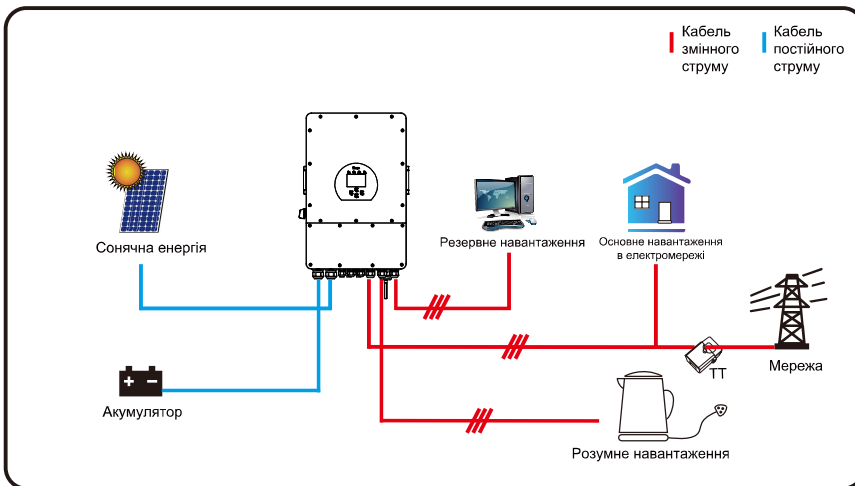 Кабель
змінного
струму
Кабель
постійного
струму
Сонячна енергія
Резервне навантаження
Основне навантаження
в електромережі
ТТ
Мережа
Акумулятор
Розумне навантаження